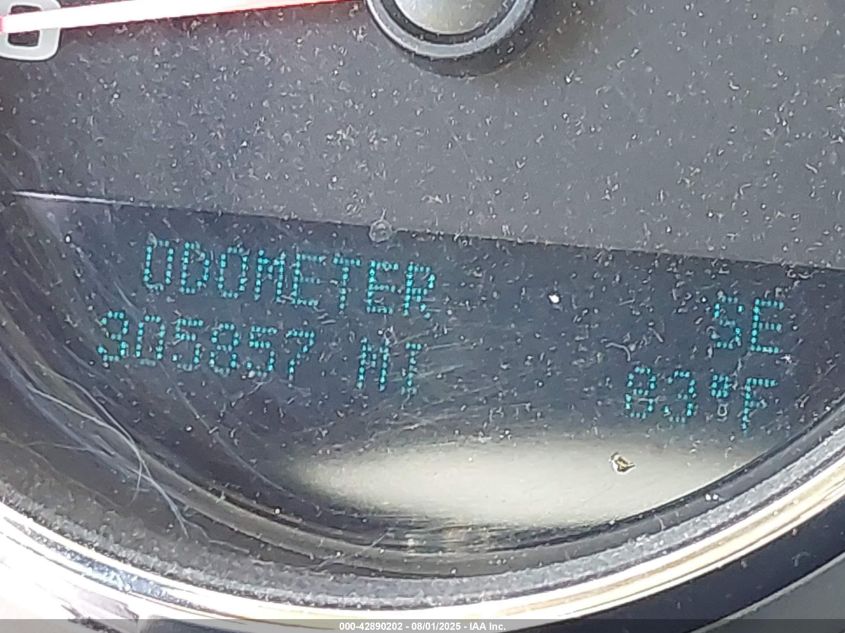 ODOMETER
305857 MI
SE
83°F
000-42890202 - 08/01/2025 - IAA Inc.